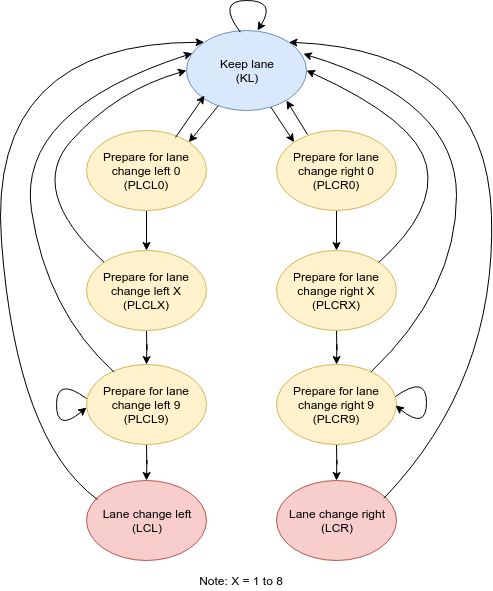 Keep lane
(KL)
Prepare for lane
change left 0
(PLCL0)
Prepare for lane
change right 0
(PLCR0)
Prepare for lane
change left X
(PLCLX)
Prepare for lane
change right X
(PLCRX)
Prepare for lane
change left 9
(PLCL9)
Prepare for lane
change right 9
(PLCR9)
Lane change left
(LCL)
Lane change right
(LCR)
Note: X = 1 to 8